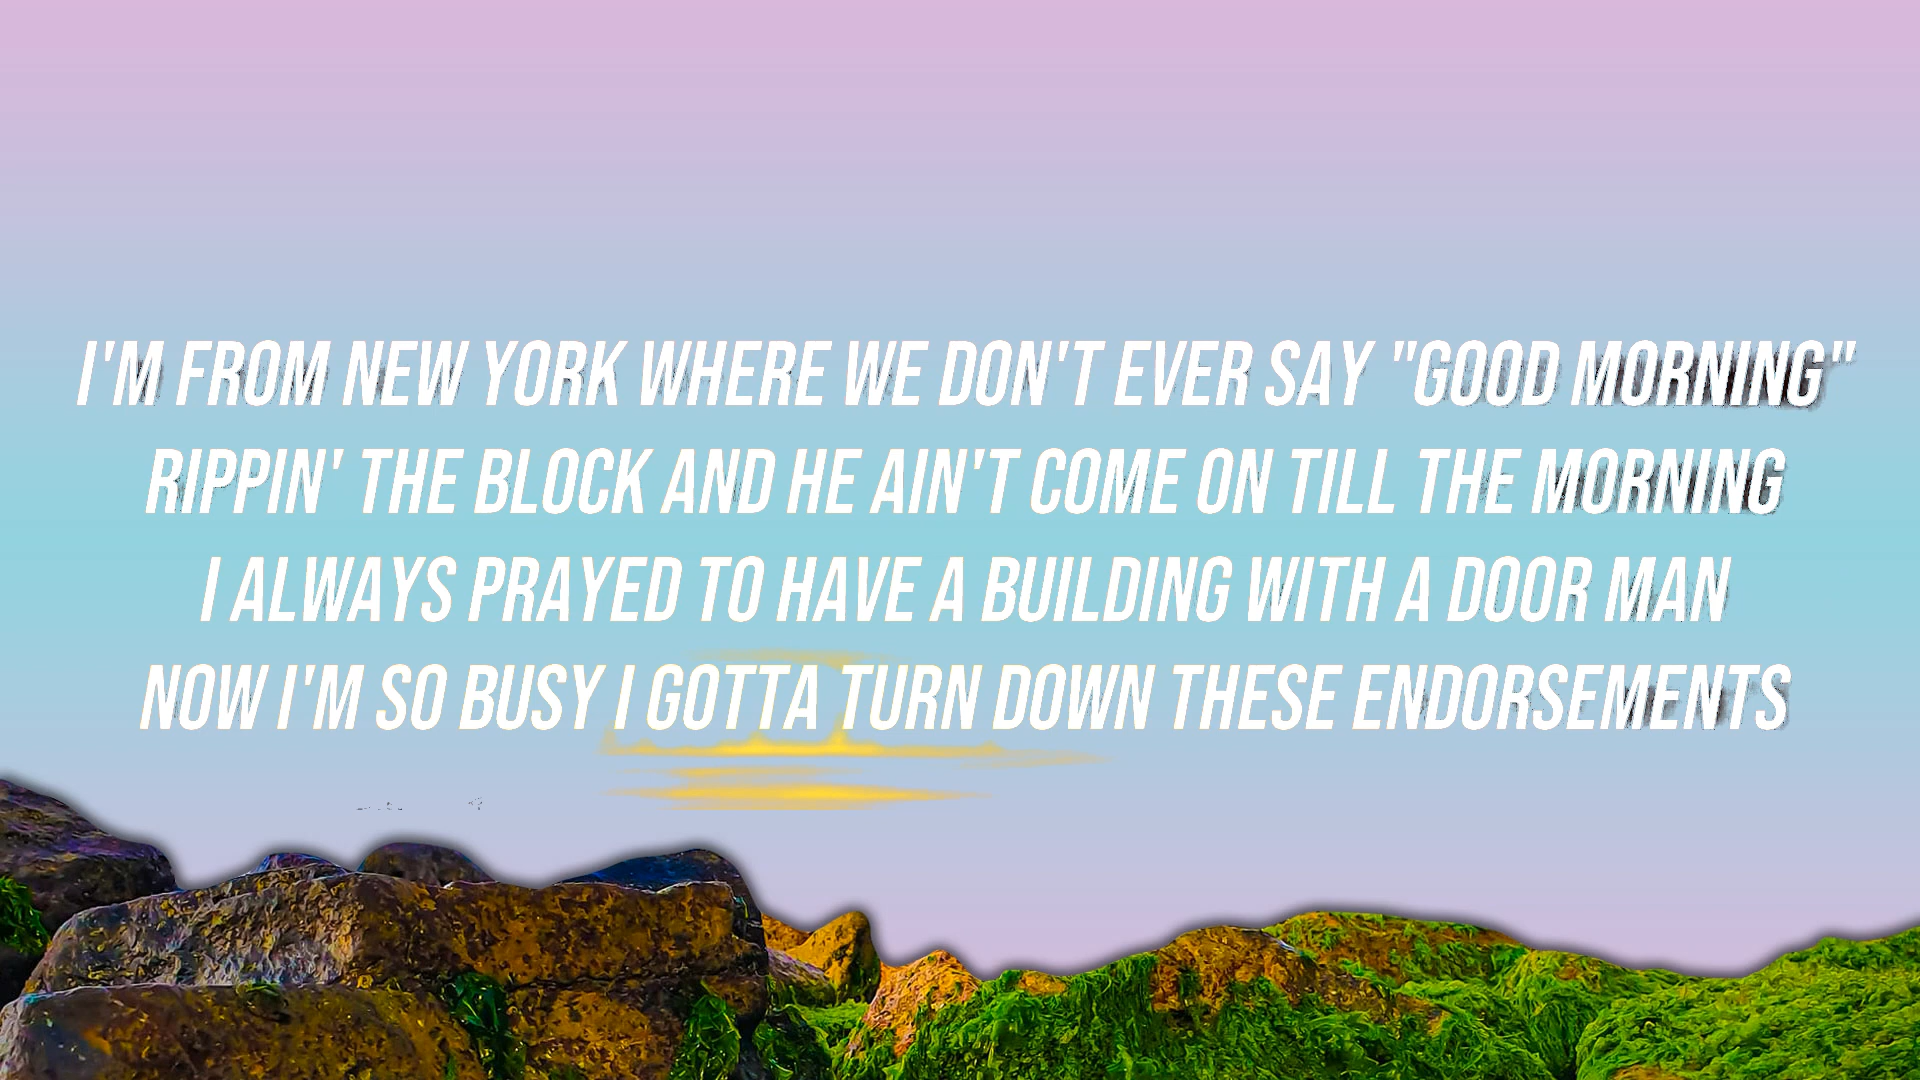 I'M FROM NEW YORK WHERE WE DON'T EVER SAY "GOOD MORNING"
RIPPIN' THE BLOCK AND HE AIN'T COME ON TILL THE MORNING
I ALWAYS PRAYED TO HAVE A BUILDING WITH A DOOR MAN
NOW I'M SO BUSY I GOTTA TURN DOWN THESE ENDORSEMENTS